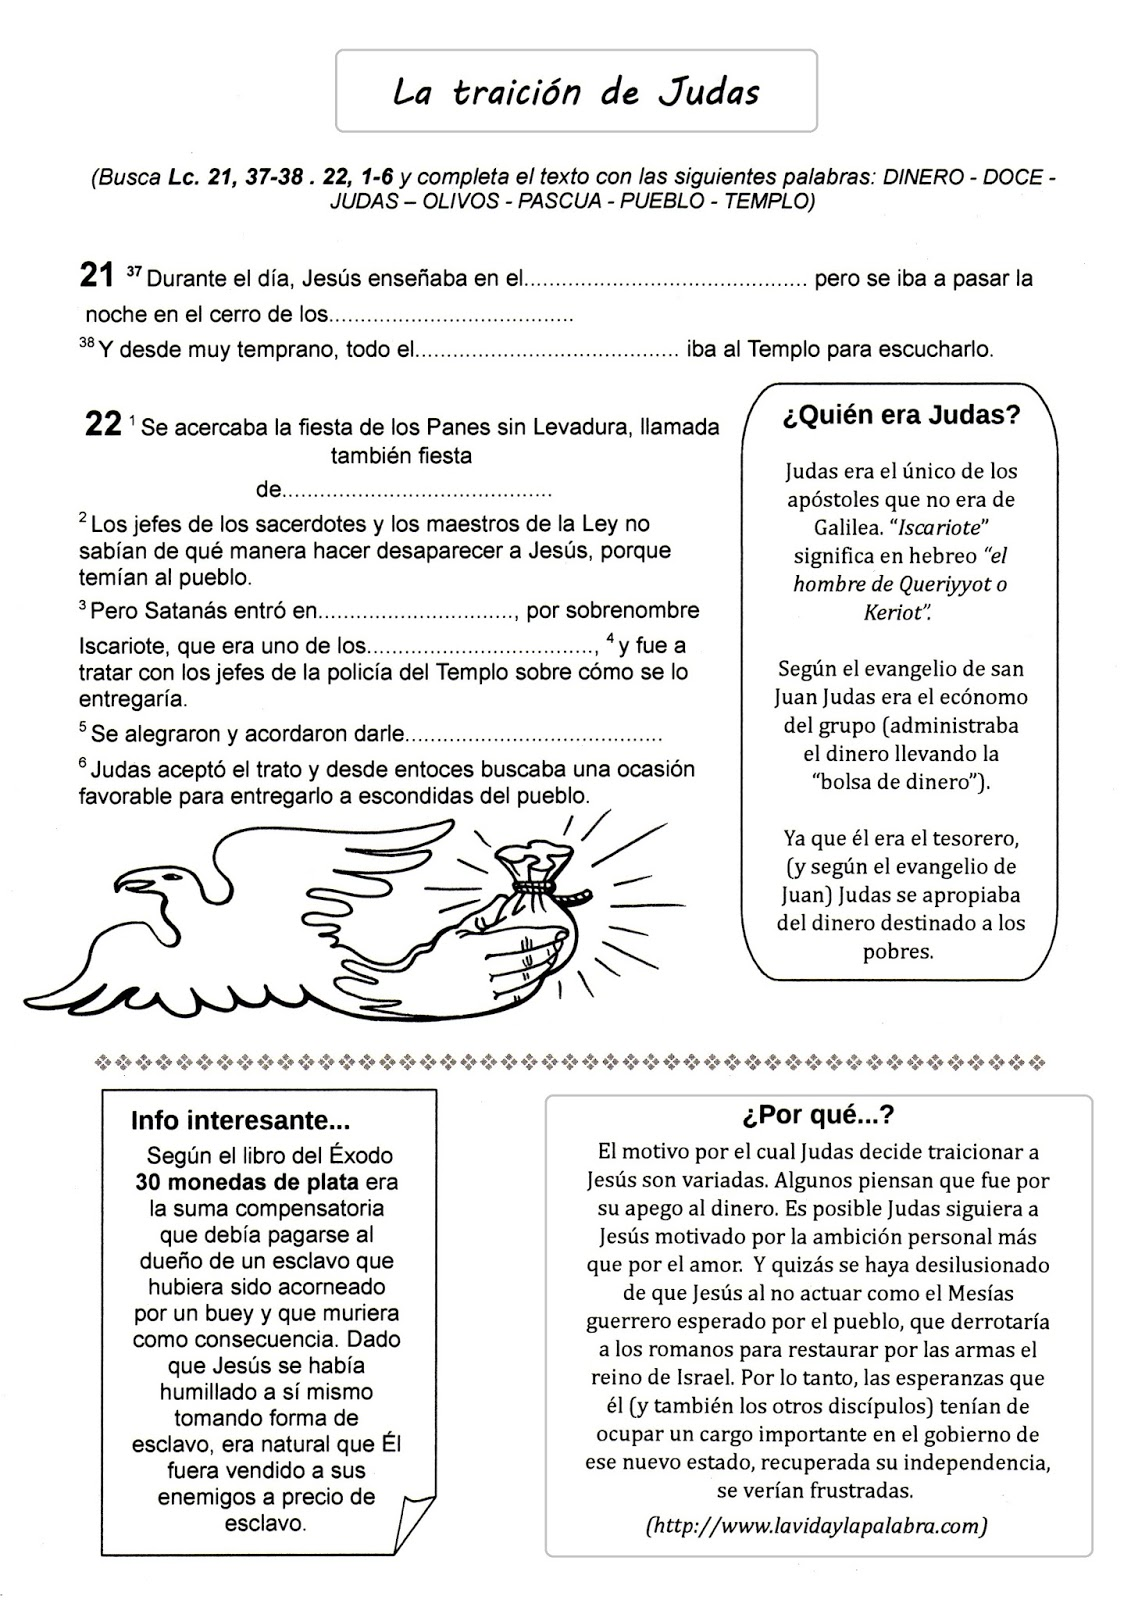 La traición de Judas
(Busca Lc. 21, 37-38 . 22, 1-6 y completa el texto con las siguientes palabras: DINERO - DOCE -
JUDAS – OLIVOS - PASCUA - PUEBLO - TEMPLO)
21 37 Durante el día, Jesús enseñaba en el............................................. pero se iba a pasar la
noche en el cerro de los.......................................
38 Y desde muy temprano, todo el.......................................... iba al Templo para escucharlo.
22 1 Se acercaba la fiesta de los Panes sin Levadura, llamada
también fiesta
de...........................................
2 Los jefes de los sacerdotes y los maestros de la Ley no
sabían de qué manera hacer desaparecer a Jesús, porque
temían al pueblo.
3 Pero Satanás entró en..............................., por sobrenombre
Iscariote, que era uno de los...................................., 4 y fue a
tratar con los jefes de la policía del Templo sobre cómo se lo
entregaría.
5 Se alegraron y acordaron darle.........................................
6 Judas aceptó el trato y desde entoces buscaba una ocasión
favorable para entregarlo a escondidas del pueblo.
¿Quién era Judas?
Judas era el único de los
apóstoles que no era de
Galilea. “Iscariote”
significa en hebreo “el
hombre de Queriyyot o
Keriot”.
Según el evangelio de san
Juan Judas era el ecónomo
del grupo (administraba
el dinero llevando la
“bolsa de dinero”).
Ya que él era el tesorero,
(y según el evangelio de
Juan) Judas se apropiaba
del dinero destinado a los
pobres.
Info interesante...
Según el libro del Éxodo
30 monedas de plata era
la suma compensatoria
que debía pagarse al
dueño de un esclavo que
hubiera sido acorneado
por un buey y que muriera
como consecuencia. Dado
que Jesús se había
humillado a sí mismo
tomando forma de
esclavo, era natural que Él
fuera vendido a sus
enemigos a precio de
esclavo.
¿Por qué...?
El motivo por el cual Judas decide traicionar a
Jesús son variadas. Algunos piensan que fue por
su apego al dinero. Es posible Judas siguiera a
Jesús motivado por la ambición personal más
que por el amor. Y quizás se haya desilusionado
de que Jesús al no actuar como el Mesías
guerrero esperado por el pueblo, que derrotaría
a los romanos para restaurar por las armas el
reino de Israel. Por lo tanto, las esperanzas que
él (y también los otros discípulos) tenían de
ocupar un cargo importante en el gobierno de
ese nuevo estado, recuperada su independencia,
se verían frustradas.
(http://www.lavidaylapalabra.com)